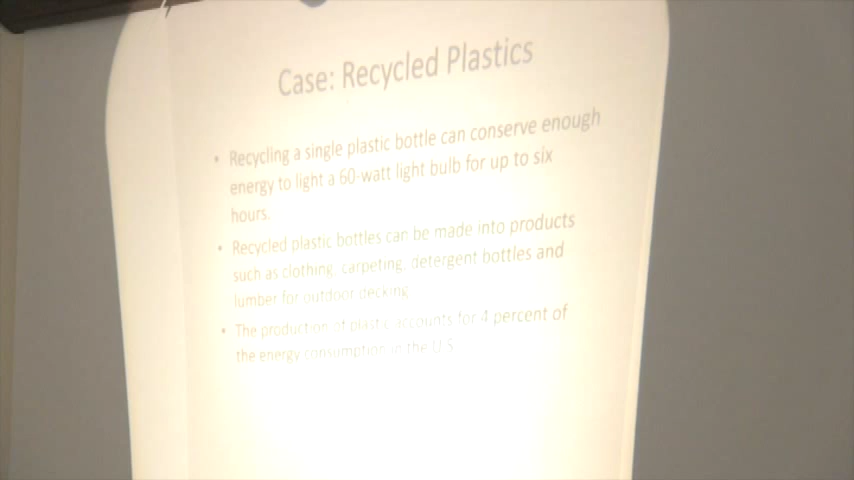 Case: Recycled Plastics
• Recycling a single plastic bottle can conserve enough
energy to light a 60-watt light bulb for up to six
hours.
• Recycled plastic bottles can be made into products
such as clothing, carpeting, detergent bottles and
lumber for outdoor decking
• The production of plastic accounts for 4 percent of
the energy consumption in the U.S.